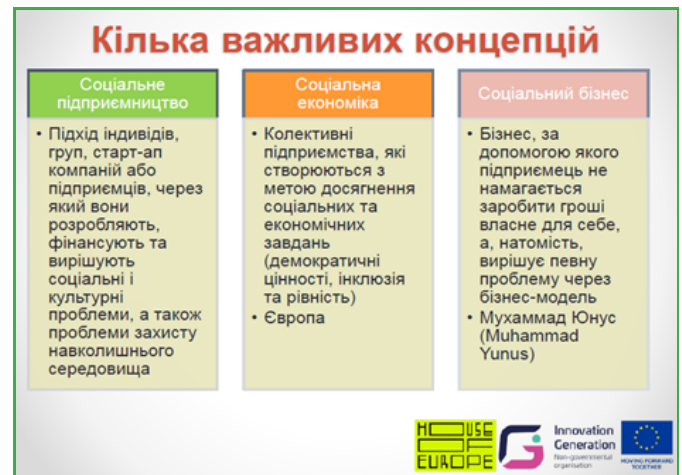 Кілька важливих концепцій
Соціальне
підприємництво
• Підхід індивідів,
груп, старт-ап
компаній або
підприємців, через
який вони
розробляють,
фінансують та
вирішують
соціальні і
культурні
проблеми, а також
проблеми захисту
навколишнього
середовища
Соціальна
економіка
• Колективні
підприємства, які
створюються з
метою досягнення
соціальних та
економічних
завдань
(демократичні
цінності, інклюзія
та рівність)
• Європа
Соціальний бізнес
• Бізнес, за
допомогою якого
підприємець не
намагається
заробити гроші
власне для себе,
а, натомість,
вирішує певну
проблему через
бізнес-модель
• Мухаммад Юнус
(Muhammad
Yunus)
HOUSE
OF
EUROPE
Innovation
Generation
Non-governmental
organisation
MOVING FORWARD
TOGETHER